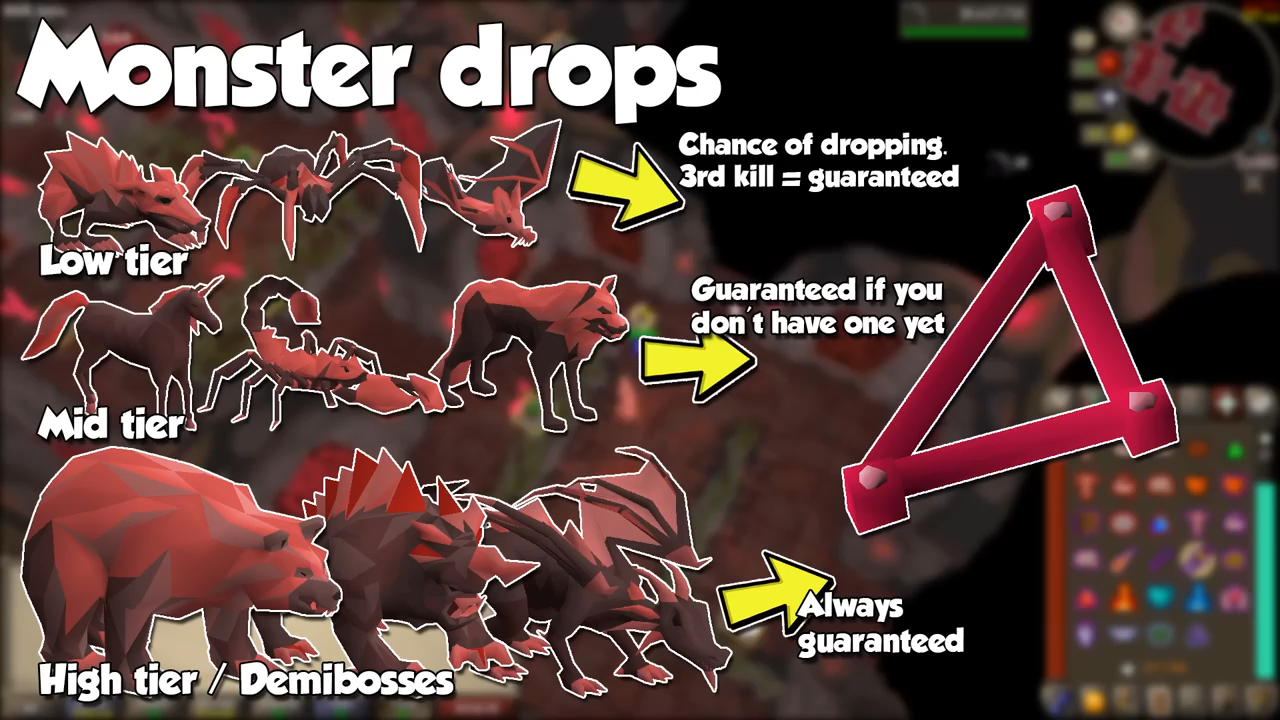 Monster drops
Chance of dropping.
3rd kill = guaranteed
Low tier
Guaranteed if you
don't have one yet
Mid tier
Always
guaranteed
High tier / Demibosses